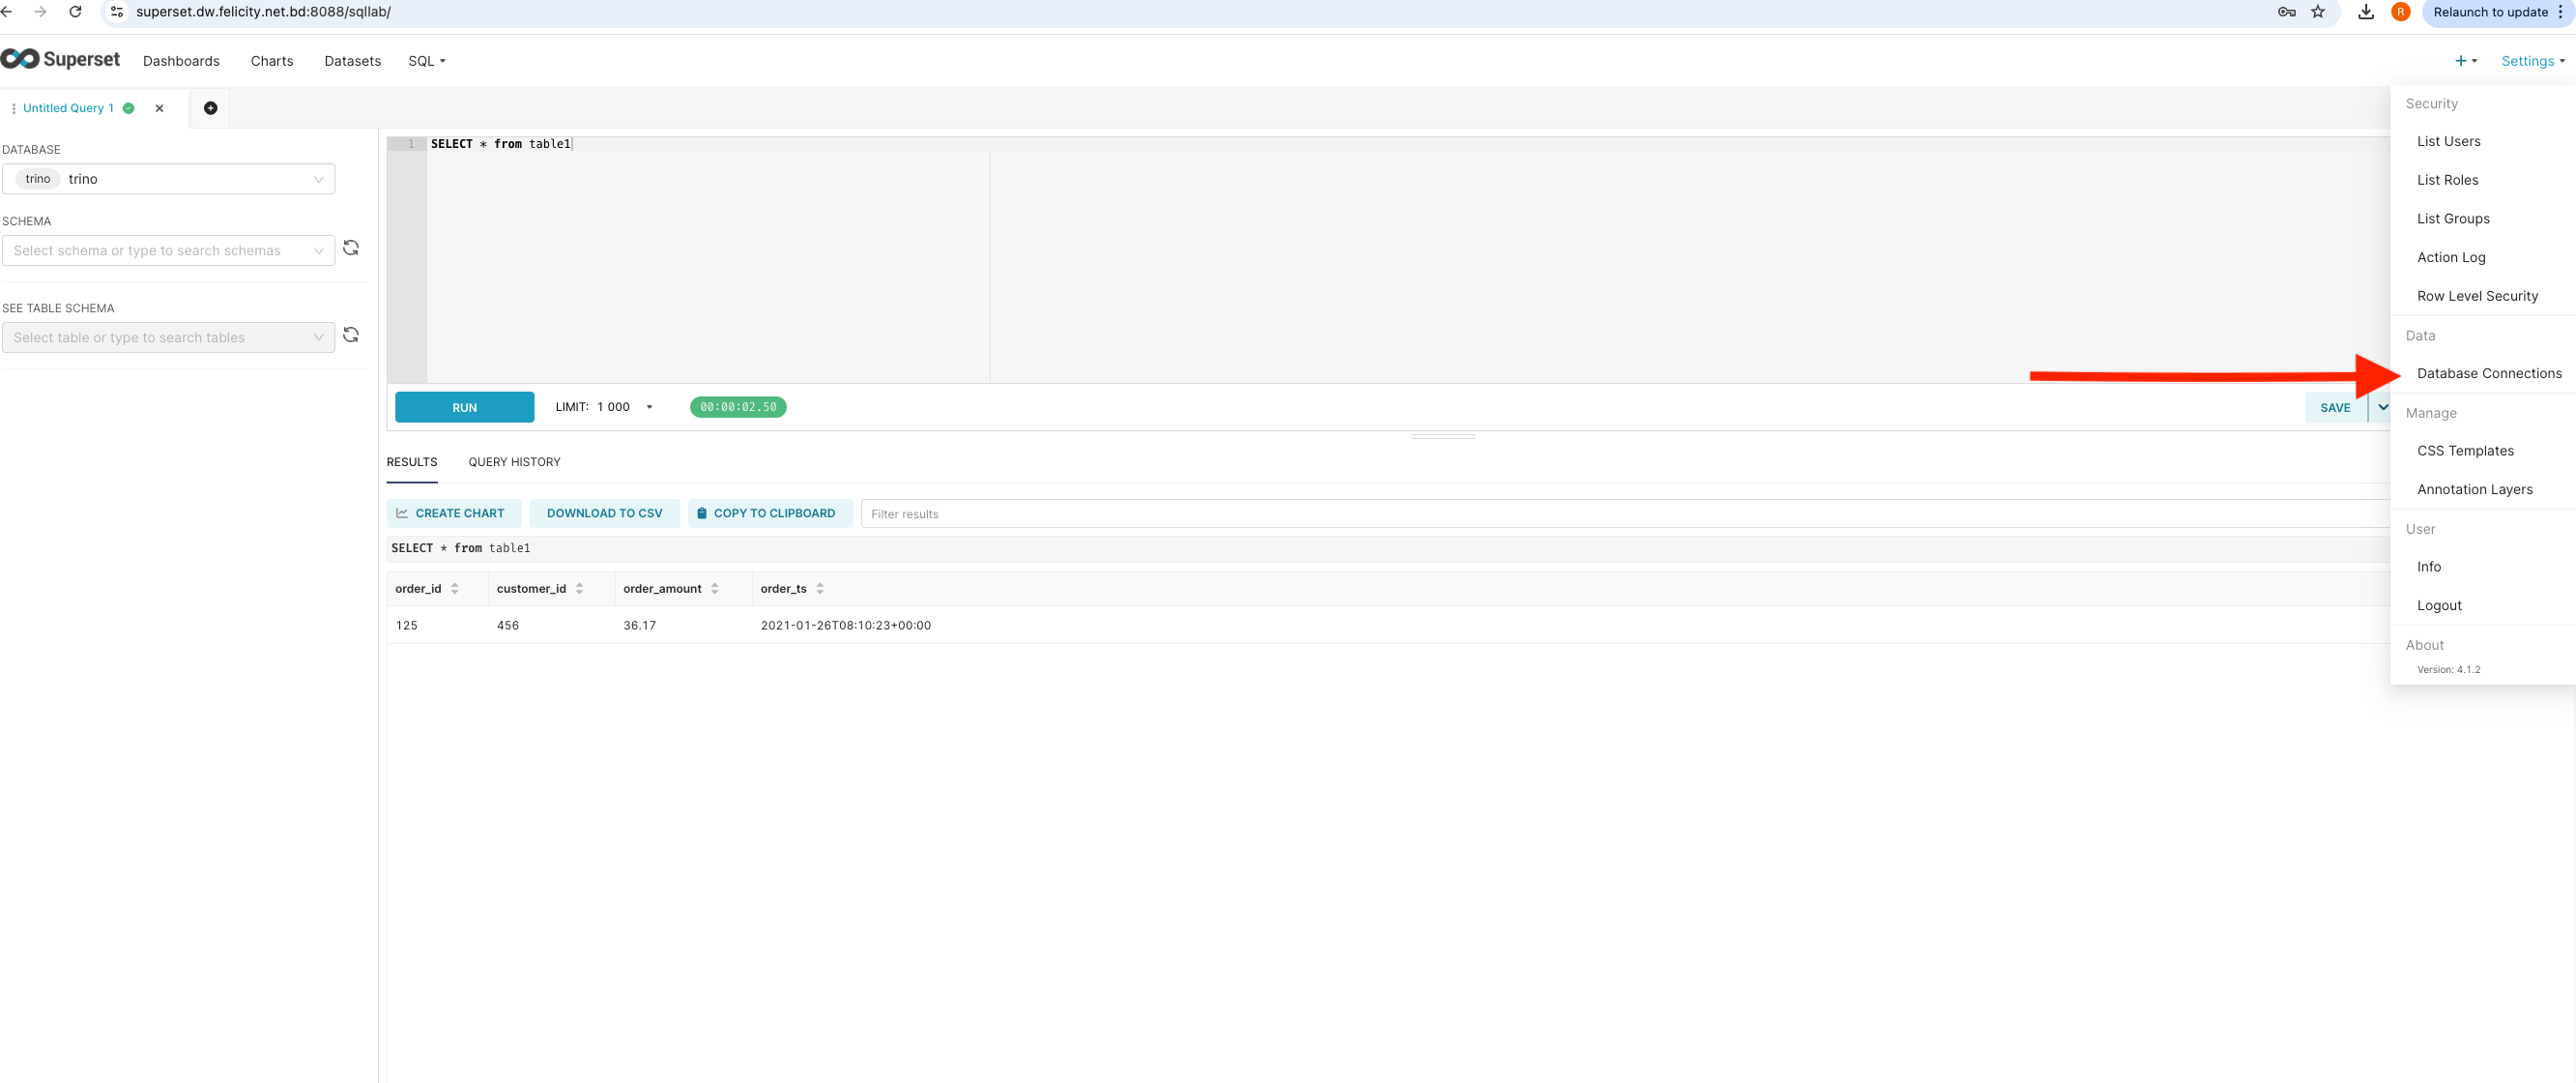 superset.dw.felicity.net.bd:8088/sqllab/
R
Relaunch to update
Superset
Dashboards
Charts
Datasets
SQL
+
Settings
Untitled Query 1
DATABASE
trino trino
SCHEMA
Select schema or type to search schemas
SEE TABLE SCHEMA
Select table or type to search tables
1 SELECT * from table1
RUN
LIMIT: 1 000
00:00:02.50
SAVE
RESULTS
QUERY HISTORY
CREATE CHART
DOWNLOAD TO CSV
COPY TO CLIPBOARD
Filter results
SELECT * from table1
order_id customer_id order_amount order_ts
125 456 36.17 2021-01-26T08:10:23+00:00
Security
List Users
List Roles
List Groups
Action Log
Row Level Security
Data
Database Connections
Manage
CSS Templates
Annotation Layers
User
Info
Logout
About
Version: 4.1.2